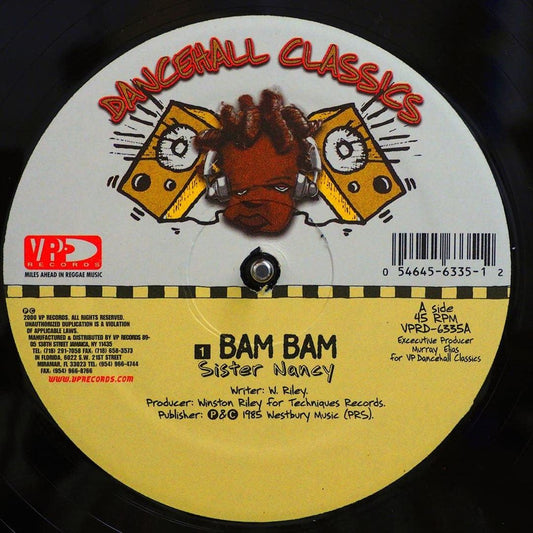 DANCEHALL CLASSICS
VP
RECORDS
MILES AHEAD IN REGGAE MUSIC
0 54645-6335-1 2
℗©
2000 VP RECORDS. ALL RIGHTS RESERVED.
UNAUTHORIZED DUPLICATION IS A VIOLATION
OF APPLICABLE LAWS.
MANUFACTURED & DISTRIBUTED BY VP RECORDS 89-
05 138TH STREET JAMAICA, NY 11435
TEL: (718) 291-7058 FAX. (718) 658-3573
IN FLORIDA, 6022 S.W. 21ST STREET
MIRAMAR, FL 33023 TEL. (954) 966-4744
FAX: (954) 966-8766
www.VPRECORDS.com
A side
45 RPM
VPRD-6335A
Excecutive Producer
Murray Elias
for VP Dancehall Classics
1 BAM BAM
Sister Nancy
Writer: W. Riley.
Producer: Winston Riley for Techniques Records.
Publisher: ℗&© 1985 Westbury Music (PRS).